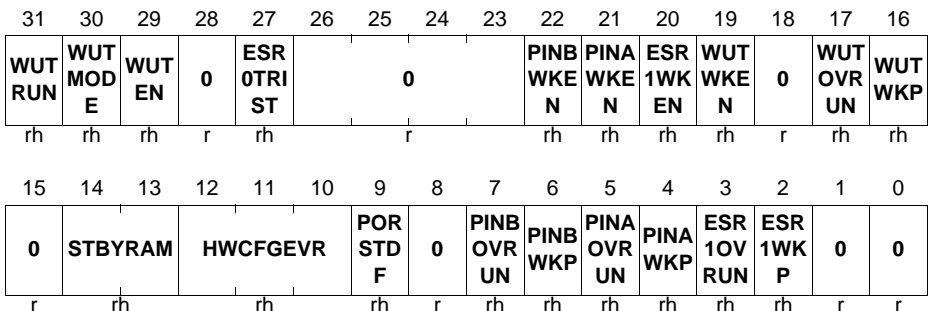 31 30 29 28 27 26 25 24 23 22 21 20 19 18 17 16
WUT RUN WUT MOD E WUT EN 0 ESR 0TRI ST 0 PINB WKE N PINA WKE N ESR 1WK EN WUT WKE N 0 WUT OVR UN WUT WKP
rh rh rh r rh r rh rh rh rh r rh rh
15 14 13 12 11 10 9 8 7 6 5 4 3 2 1 0
0 STBYRAM HWCFGEVR POR STD F 0 PINB OVR UN PINB WKP PINA OVR UN PINA WKP ESR 1OV RUN ESR 1WK P 0 0
r rh rh rh r rh rh rh rh rh rh r r